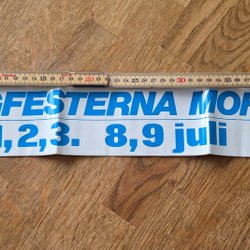 GFESTERNA MOR
1,2,3. 8,9 juli